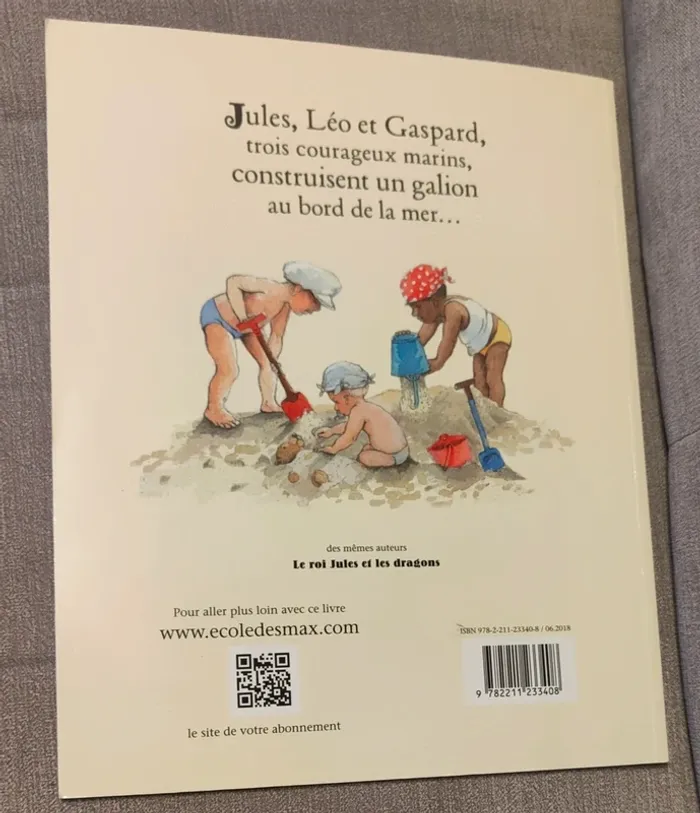 Jules, Léo et Gaspard,
trois courageux marins,
construisent un galion
au bord de la mer...
des mêmes auteurs
Le roi Jules et les dragons
Pour aller plus loin avec ce livre
www.ecoledesmax.com
le site de votre abonnement
ISBN 978-2-211-23340-8 / 06.2018
9 782211 233408